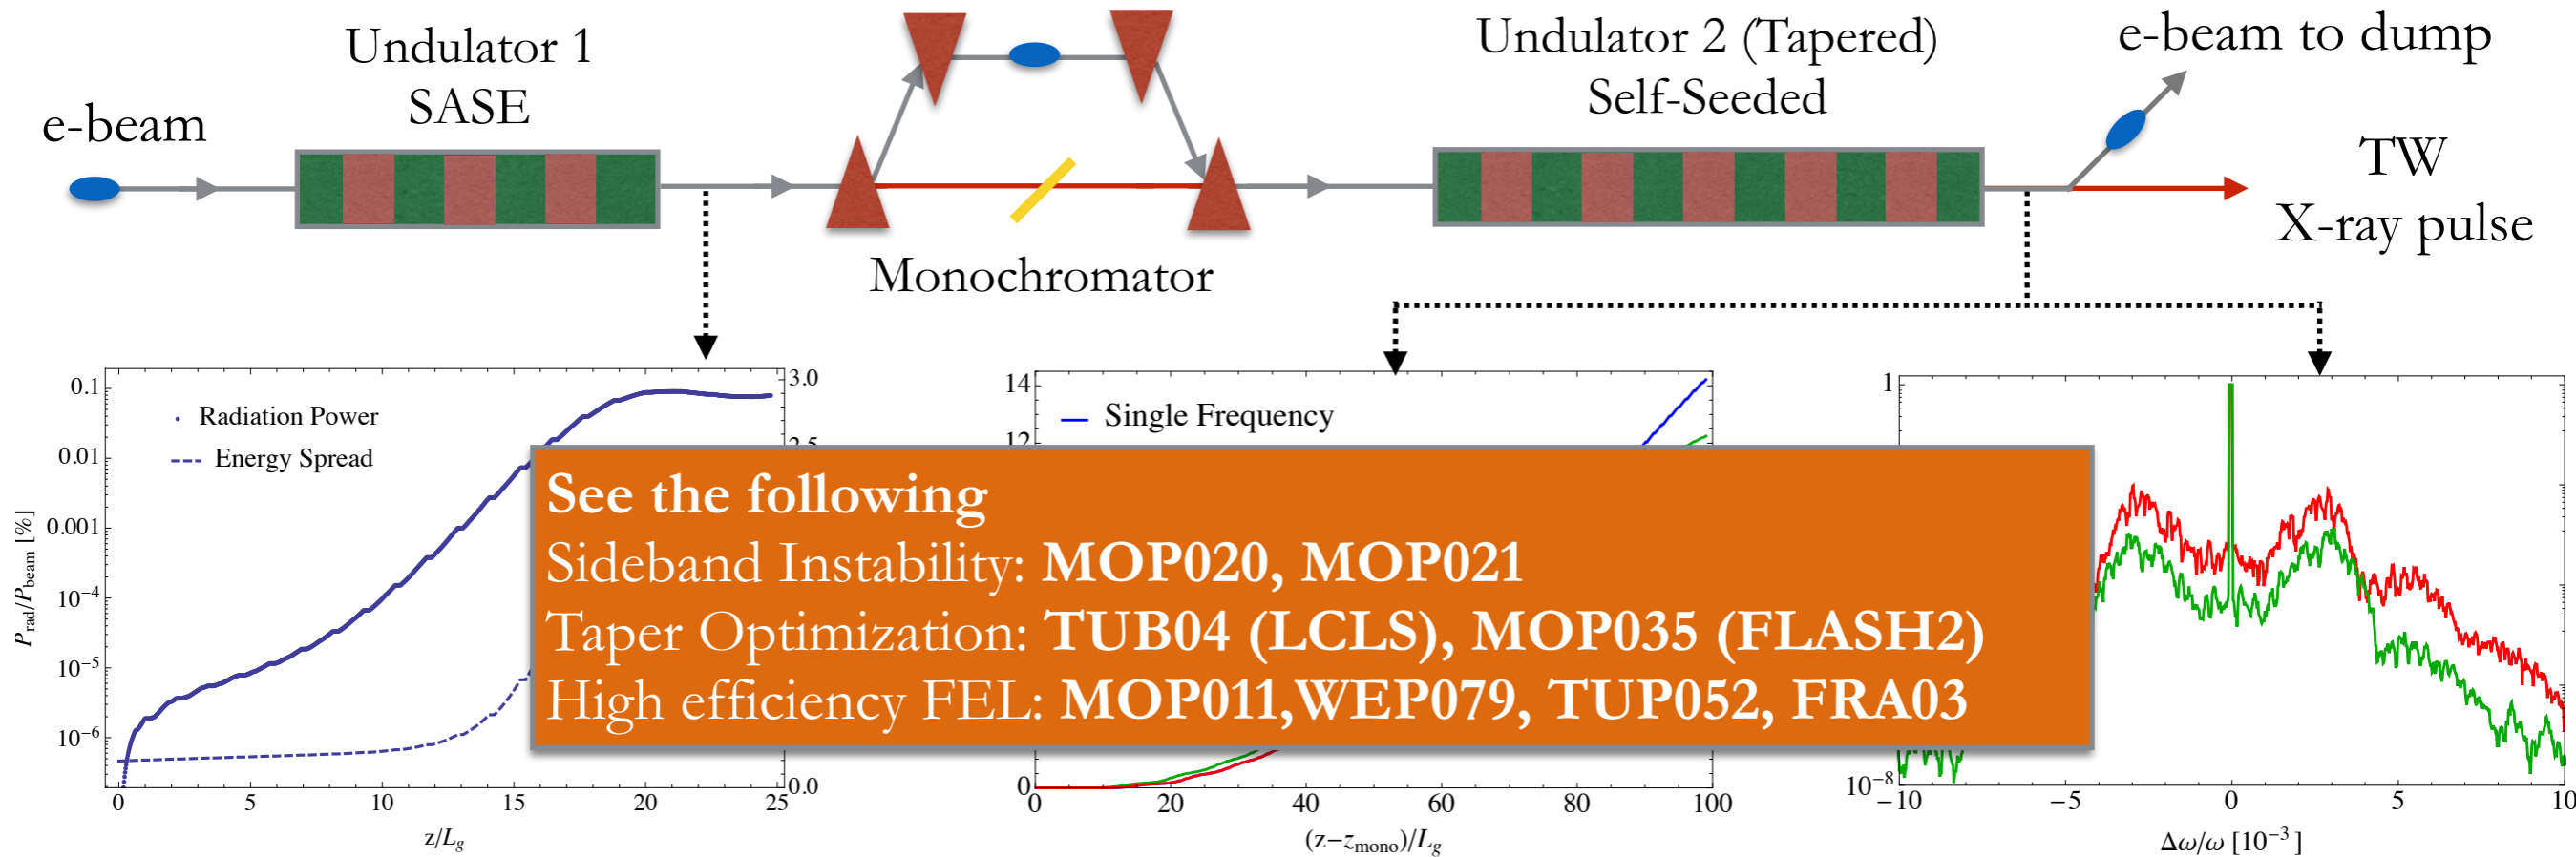 Undulator 1
SASE
e-beam
Monochromator
Undulator 2 (Tapered)
Self-Seeded
e-beam to dump
TW
X-ray pulse
0.1
0.01
0.001
10⁻⁴
10⁻⁵
10⁻⁶
P_rad/P_beam [%]
Radiation Power
Energy Spread
3.0
0.0
0 5 10 15 20 25
z/L_g
14
12
0
Single Frequency
0 20 40 60 80 100
(z−z_mono)/L_g
1
10⁻⁸
−10 −5 0 5 10
Δω/ω [10⁻³]
See the following
Sideband Instability: MOP020, MOP021
Taper Optimization: TUB04 (LCLS), MOP035 (FLASH2)
High efficiency FEL: MOP011,WEP079, TUP052, FRA03